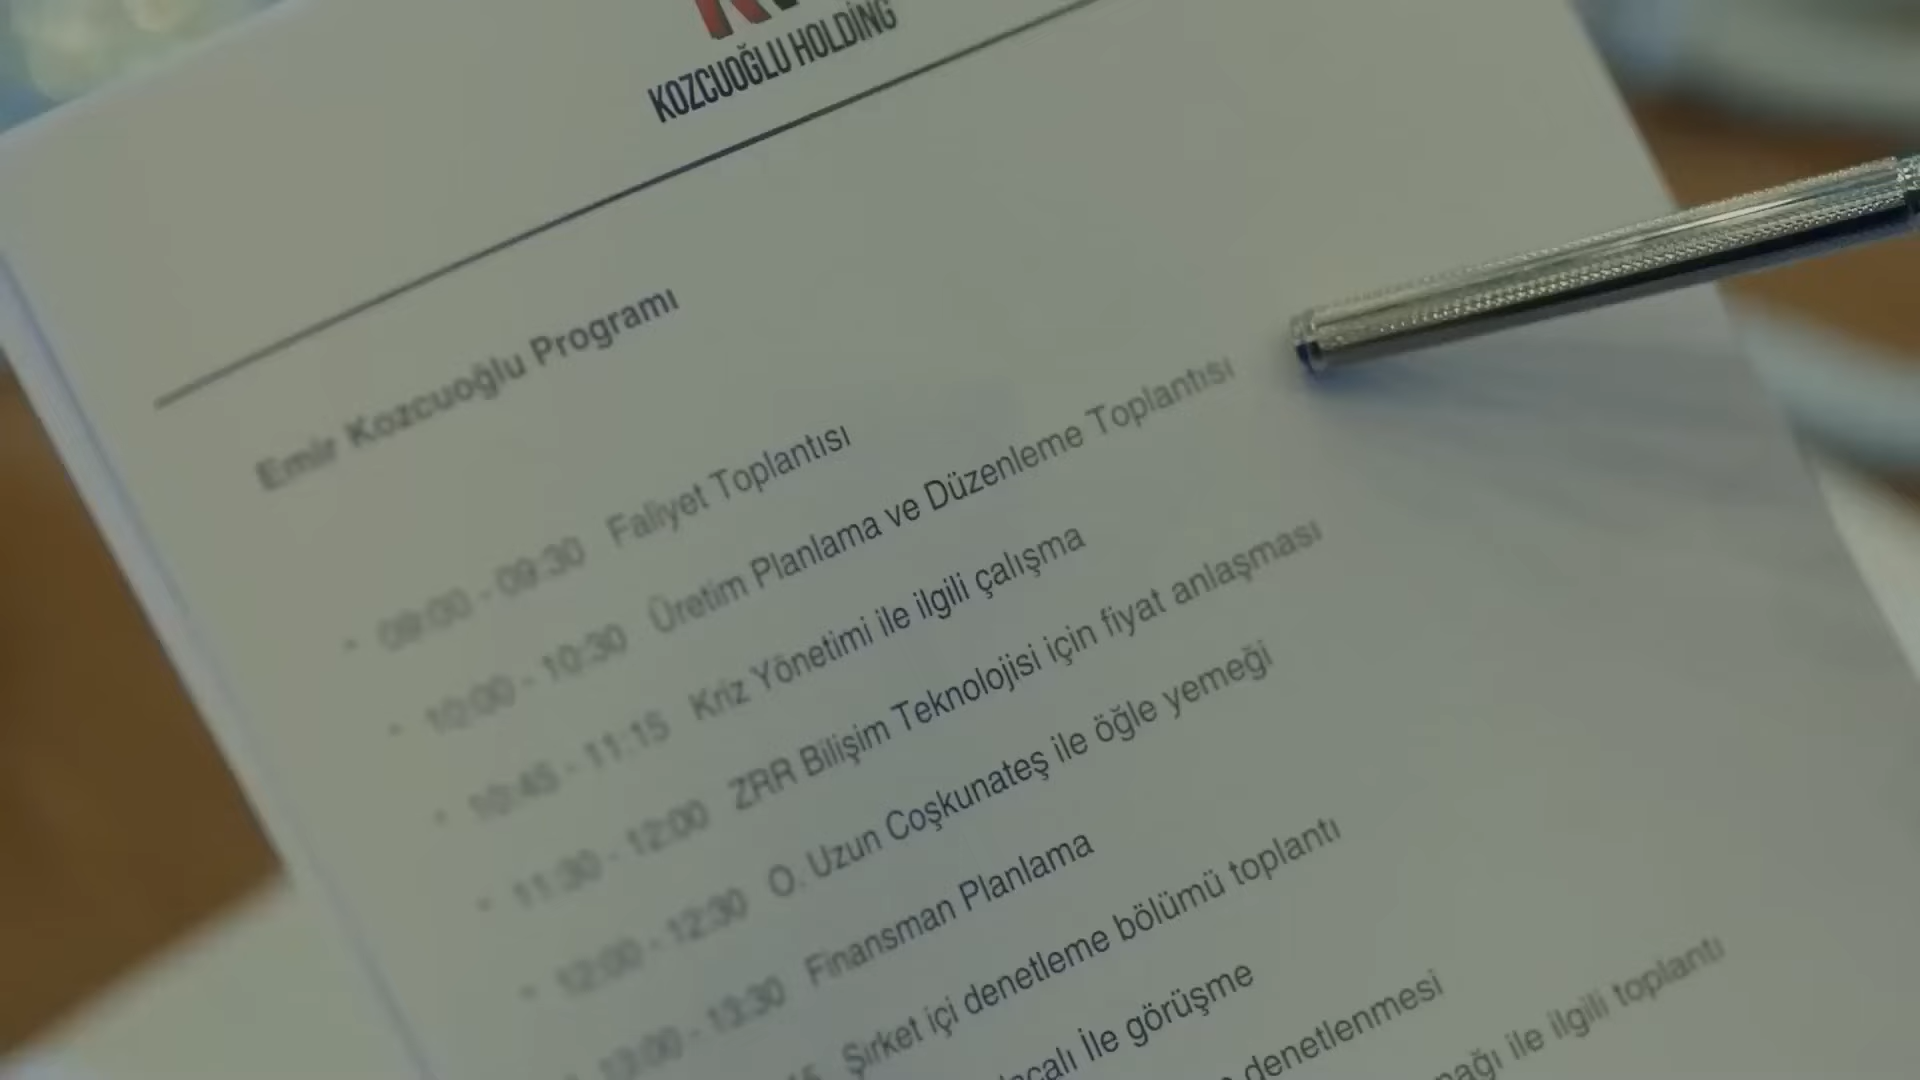 KOZCUOĞLU HOLDİNG
Emir Kozcuoğlu Programı
- 09:00 - 09:30 Faliyet Toplantısı
- 10:00 - 10:30 Üretim Planlama ve Düzenleme Toplantısı
- 10:45 - 11:15 Kriz Yönetimi ile ilgili çalışma
- 11:30 - 12:00 ZRR Bilişim Teknolojisi için fiyat anlaşması
- 12:00 - 12:30 O. Uzun Coşkunateş ile öğle yemeği
- 13:00 - 13:30 Finansman Planlama
Şirket içi denetleme bölümü toplantı
İle görüşme
denetlenmesi
ile ilgili toplantı